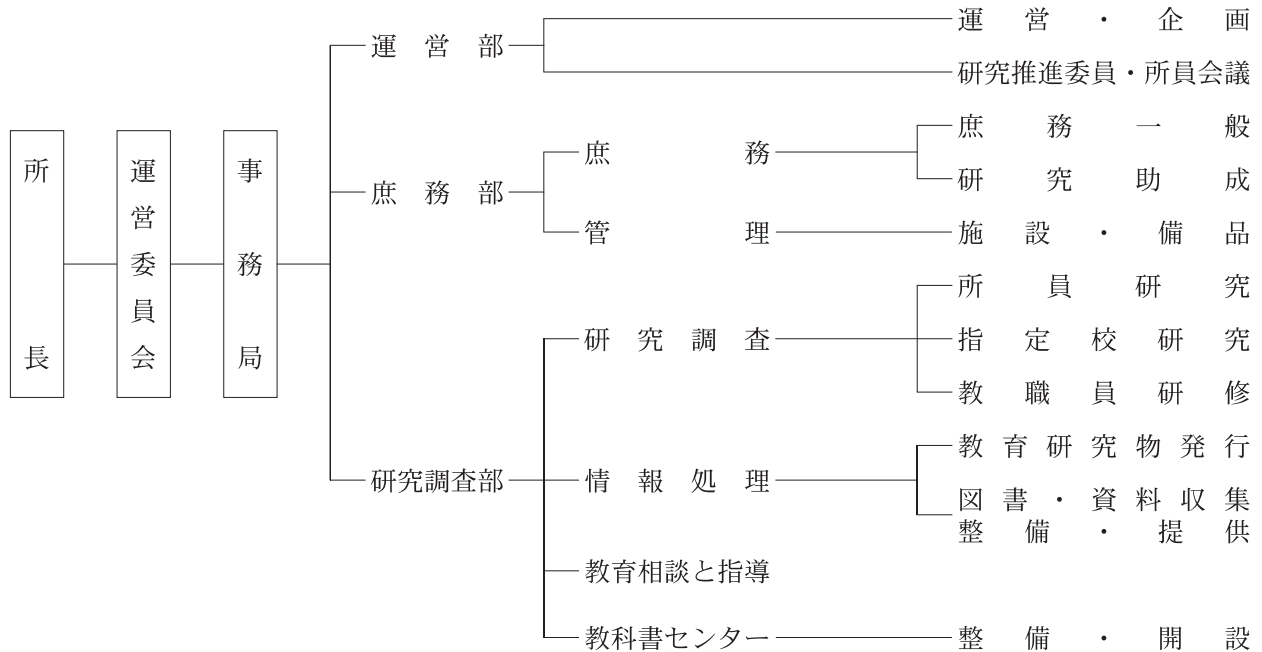 所長
運営委員会
事務局
運営部
運営・企画
研究推進委員・所員会議
庶務部
庶務
庶務一般
研究助成
管理
施設・備品
研究調査部
研究調査
所員研究
指定校研究
教職員研修
情報処理
教育研究物発行
図書・資料収集
整備・提供
教育相談と指導
教科書センター
整備・開設